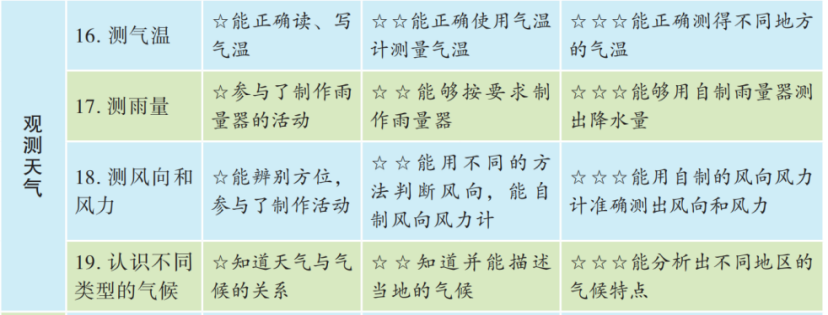 观测天气
16. 测气温
☆能正确读、写
气温
☆☆能正确使用气温
计测量气温
☆☆☆能正确测得不同地方
的气温
17. 测雨量
☆参与了制作雨
量器的活动
☆☆能够按要求制
作雨量器
☆☆☆能够用自制雨量器测
出降水量
18. 测风向和
风力
☆能辨别方位，
参与了制作活动
☆☆能用不同的方
法判断风向，能自
制风向风力计
☆☆☆能用自制的风向风力
计准确测出风向和风力
19. 认识不同
类型的气候
☆知道天气与气
候的关系
☆☆知道并能描述
当地的气候
☆☆☆能分析出不同地区的
气候特点